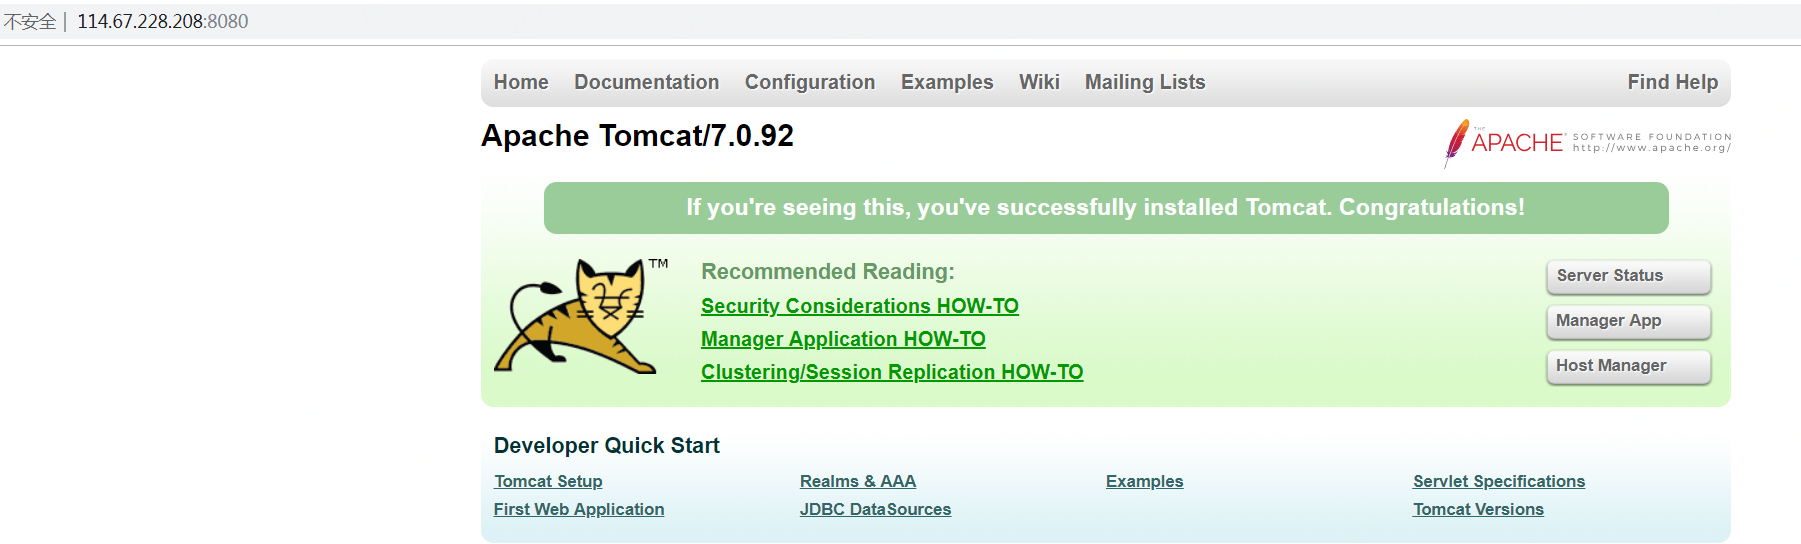 不安全 | 114.67.228.208:8080
Home Documentation Configuration Examples Wiki Mailing Lists Find Help
Apache Tomcat/7.0.92
THE APACHE SOFTWARE FOUNDATION
http://www.apache.org/
If you're seeing this, you've successfully installed Tomcat. Congratulations!
TM
Recommended Reading:
Security Considerations HOW-TO
Manager Application HOW-TO
Clustering/Session Replication HOW-TO
Server Status
Manager App
Host Manager
Developer Quick Start
Tomcat Setup Realms & AAA Examples Servlet Specifications
First Web Application JDBC DataSources Tomcat Versions